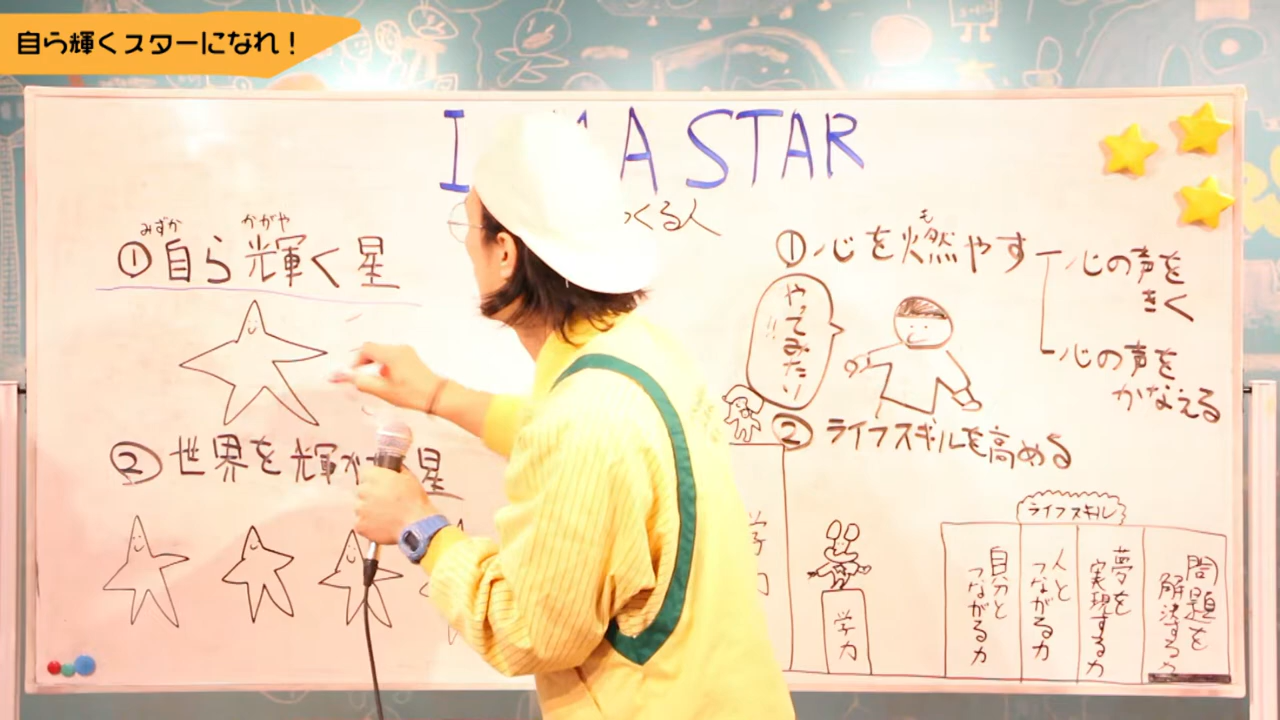 自ら輝くスターになれ！
I A STAR
くる人
みずか かがや
①自ら輝く星
②世界を輝か 星
も
①心を燃やす
心の声を
きく
心の声を
かなえる
やってみたい!!
②ライフスキルを高める
学力
学力
ライフスキル
自分と
つながる力
人と
つながる力
夢を
実現する力
問題を
解決する力